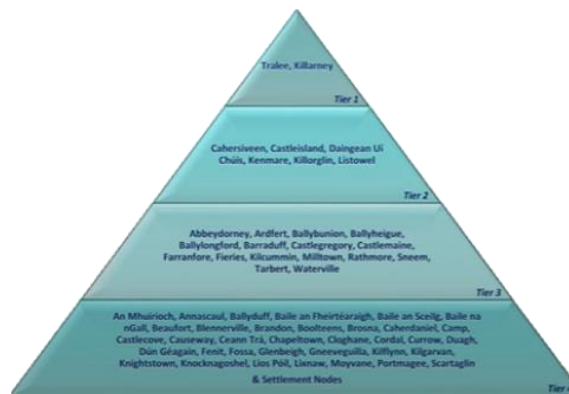 Tralee, Killarney
Tier 1
Cahersiveen, Castleisland, Daingean Uí
Chúis, Kenmare, Killorglin, Listowel
Tier 2
Abbeydorney, Ardfert, Ballybunion, Ballyheigue,
Ballylongford, Barraduff, Castlegregory, Castlemaine,
Farranfore, Fieries, Kilcummin, Milltown, Rathmore, Sneem,
Tarbert, Waterville
Tier 3
An Mhuirioch, Annascaul, Ballyduff, Baile an Fheirtéaraigh, Baile an Sceilg, Baile na
nGall, Beaufort, Blennerville, Brandon, Boolteens, Brosna, Caherdaniel, Camp,
Castlecove, Causeway, Ceann Trá, Chapeltown, Cloghane, Cordal, Currow, Duagh,
Dún Géagain, Fenit, Fossa, Glenbeigh, Gneeveguilla, Kilflynn, Kilgarvan,
Knightstown, Knocknagoshel, Lios Póil, Lixnaw, Moyvane, Portmagee, Scartaglin
& Settlement Nodes
Tier